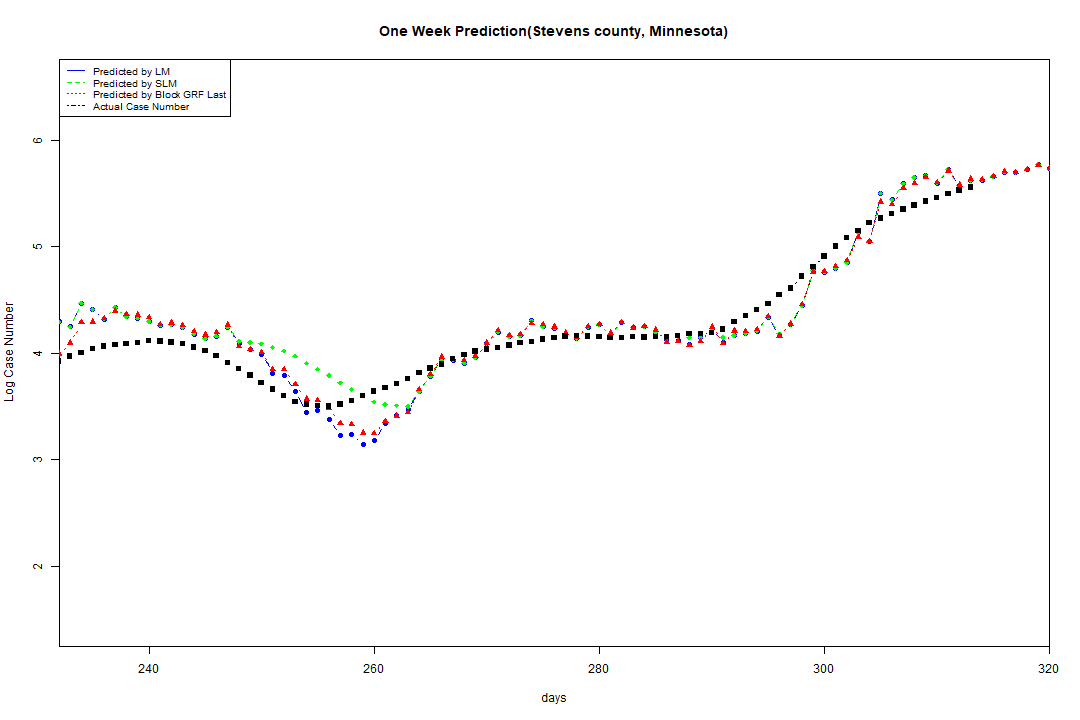 One Week Prediction(Stevens county, Minnesota)
Predicted by LM
Predicted by SLM
Predicted by Block GRF Last
Actual Case Number
6
5
4
3
2
Log Case Number
240
260
280
300
320
days